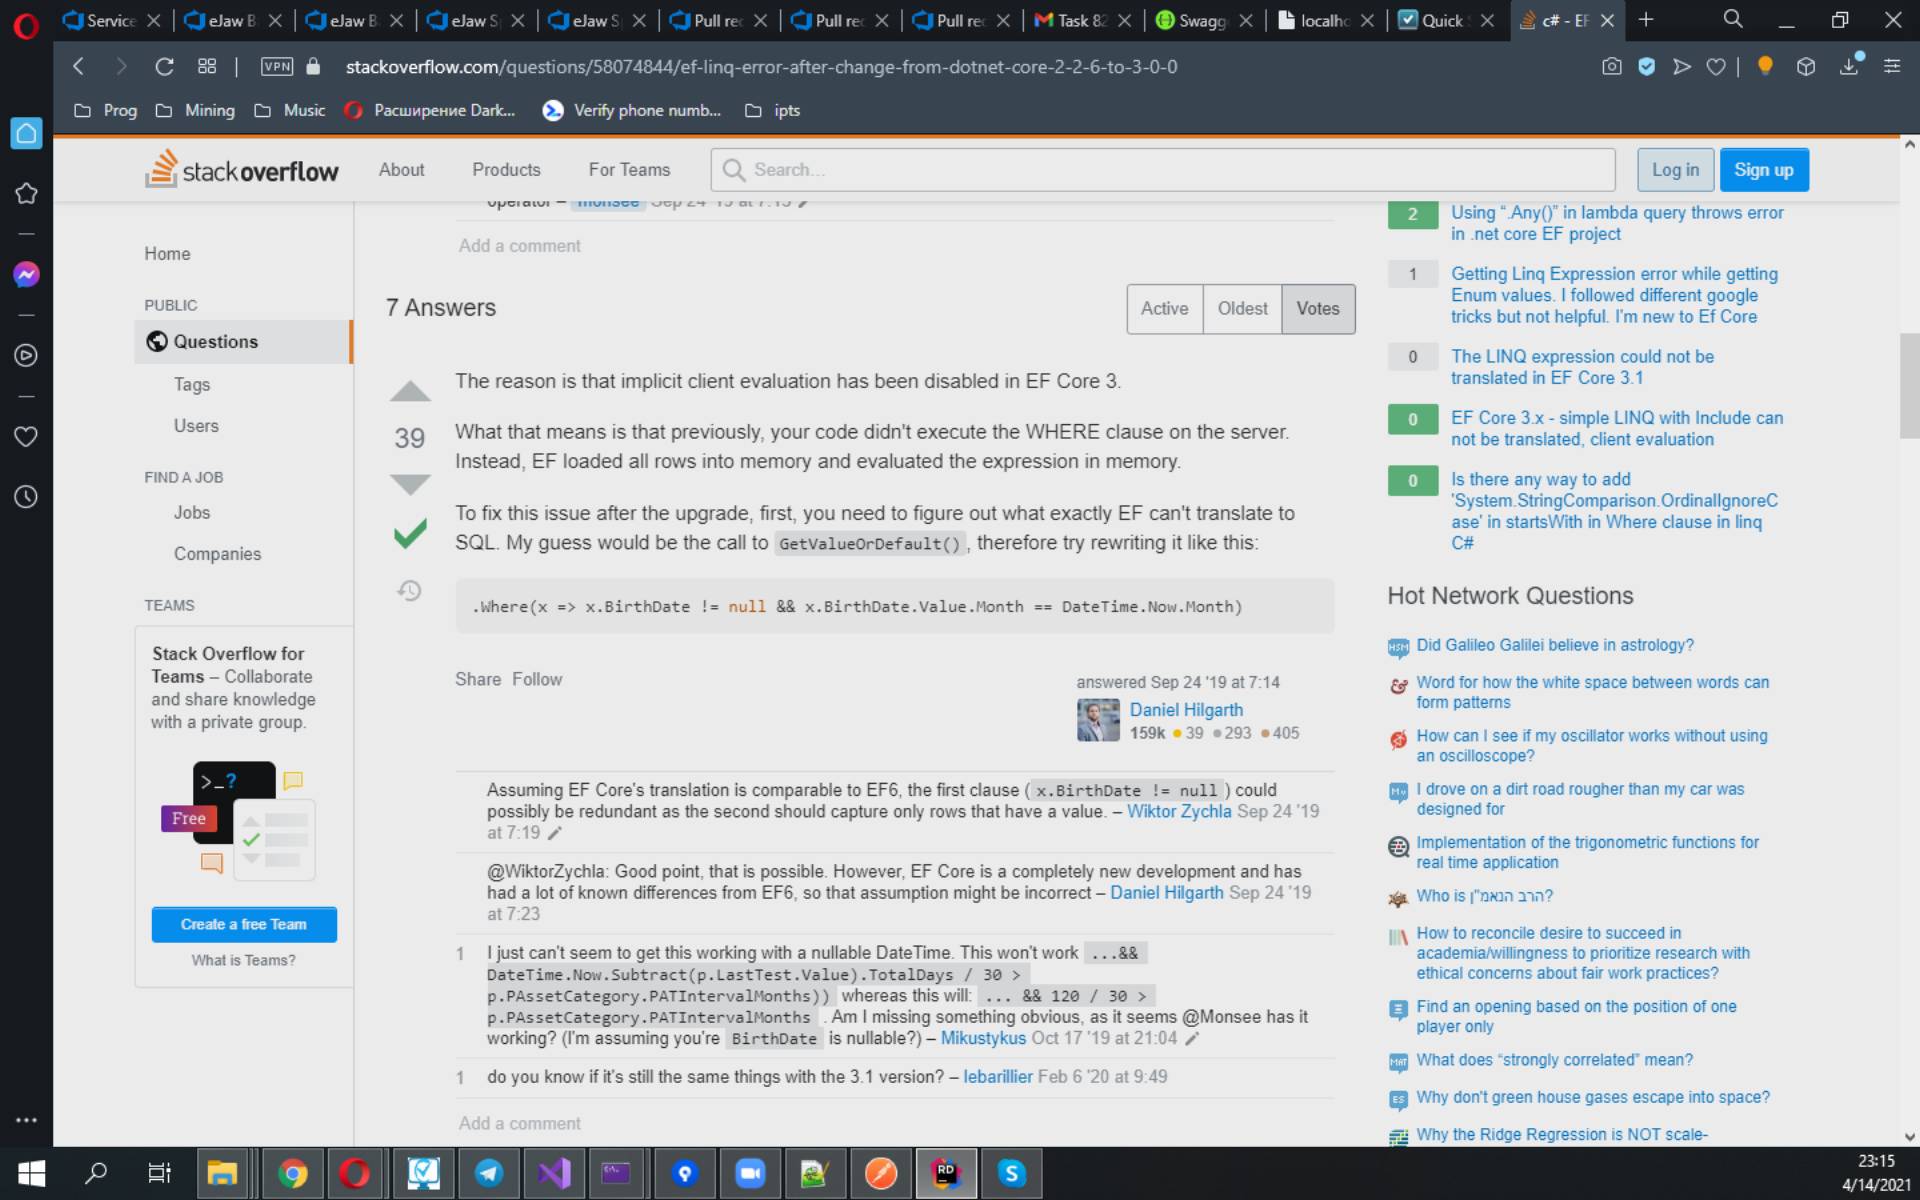 Service
eJaw B
eJaw B
eJaw S
eJaw S
Pull rec
Pull rec
Pull rec
Task 82
Swagg
localho
Quick
c# - EF
VPN
stackoverflow.com/questions/58074844/ef-linq-error-after-change-from-dotnet-core-2-2-6-to-3-0-0
Prog
Mining
Music
Расширение Dark...
Verify phone numb...
ipts
stackoverflow
About
Products
For Teams
Search...
Log in
Sign up
Home
PUBLIC
Questions
Tags
Users
FIND A JOB
Jobs
Companies
TEAMS
Stack Overflow for
Teams – Collaborate
and share knowledge
with a private group.
>_?
Free
Create a free Team
What is Teams?
operator – monsee Sep 24 '19 at 7:15
Add a comment
7 Answers
Active
Oldest
Votes
39
The reason is that implicit client evaluation has been disabled in EF Core 3.
What that means is that previously, your code didn't execute the WHERE clause on the server.
Instead, EF loaded all rows into memory and evaluated the expression in memory.
To fix this issue after the upgrade, first, you need to figure out what exactly EF can't translate to
SQL. My guess would be the call to GetValueOrDefault() , therefore try rewriting it like this:
.Where(x => x.BirthDate != null && x.BirthDate.Value.Month == DateTime.Now.Month)
Share Follow
answered Sep 24 '19 at 7:14
Daniel Hilgarth
159k 39 293 405
Assuming EF Core's translation is comparable to EF6, the first clause ( x.BirthDate != null ) could
possibly be redundant as the second should capture only rows that have a value. – Wiktor Zychla Sep 24 '19
at 7:19
@WiktorZychla: Good point, that is possible. However, EF Core is a completely new development and has
had a lot of known differences from EF6, so that assumption might be incorrect – Daniel Hilgarth Sep 24 '19
at 7:23
1 I just can't seem to get this working with a nullable DateTime. This won't work ...&&
DateTime.Now.Subtract(p.LastTest.Value).TotalDays / 30 >
p.PAssetCategory.PATIntervalMonths)) whereas this will: ... && 120 / 30 >
p.PAssetCategory.PATIntervalMonths . Am I missing something obvious, as it seems @Monsee has it
working? (I'm assuming you're BirthDate is nullable?) – Mikustykus Oct 17 '19 at 21:04
1 do you know if it's still the same things with the 3.1 version? – lebarillier Feb 6 '20 at 9:49
Add a comment
2 Using “.Any()” in lambda query throws error
in .net core EF project
1 Getting Linq Expression error while getting
Enum values. I followed different google
tricks but not helpful. I'm new to Ef Core
0 The LINQ expression could not be
translated in EF Core 3.1
0 EF Core 3.x - simple LINQ with Include can
not be translated, client evaluation
0 Is there any way to add
'System.StringComparison.OrdinalIgnoreC
ase' in startsWith in Where clause in linq
C#
Hot Network Questions
Did Galileo Galilei believe in astrology?
Word for how the white space between words can
form patterns
How can I see if my oscillator works without using
an oscilloscope?
I drove on a dirt road rougher than my car was
designed for
Implementation of the trigonometric functions for
real time application
Who is הרב הנאמ"ן?
How to reconcile desire to succeed in
academia/willingness to prioritize research with
ethical concerns about fair work practices?
Find an opening based on the position of one
player only
What does “strongly correlated” mean?
Why don't green house gases escape into space?
Why the Ridge Regression is NOT scale-
23:15
4/14/2021